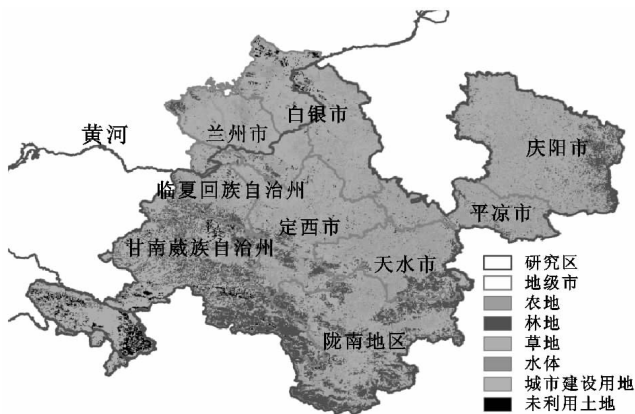 黄河
兰州市
白银市
庆阳市
临夏回族自治州
定西市
平凉市
甘南臧族自治州
天水市
陇南地区
研究区
地级市
农地
林地
草地
水体
城市建设用地
未利用土地